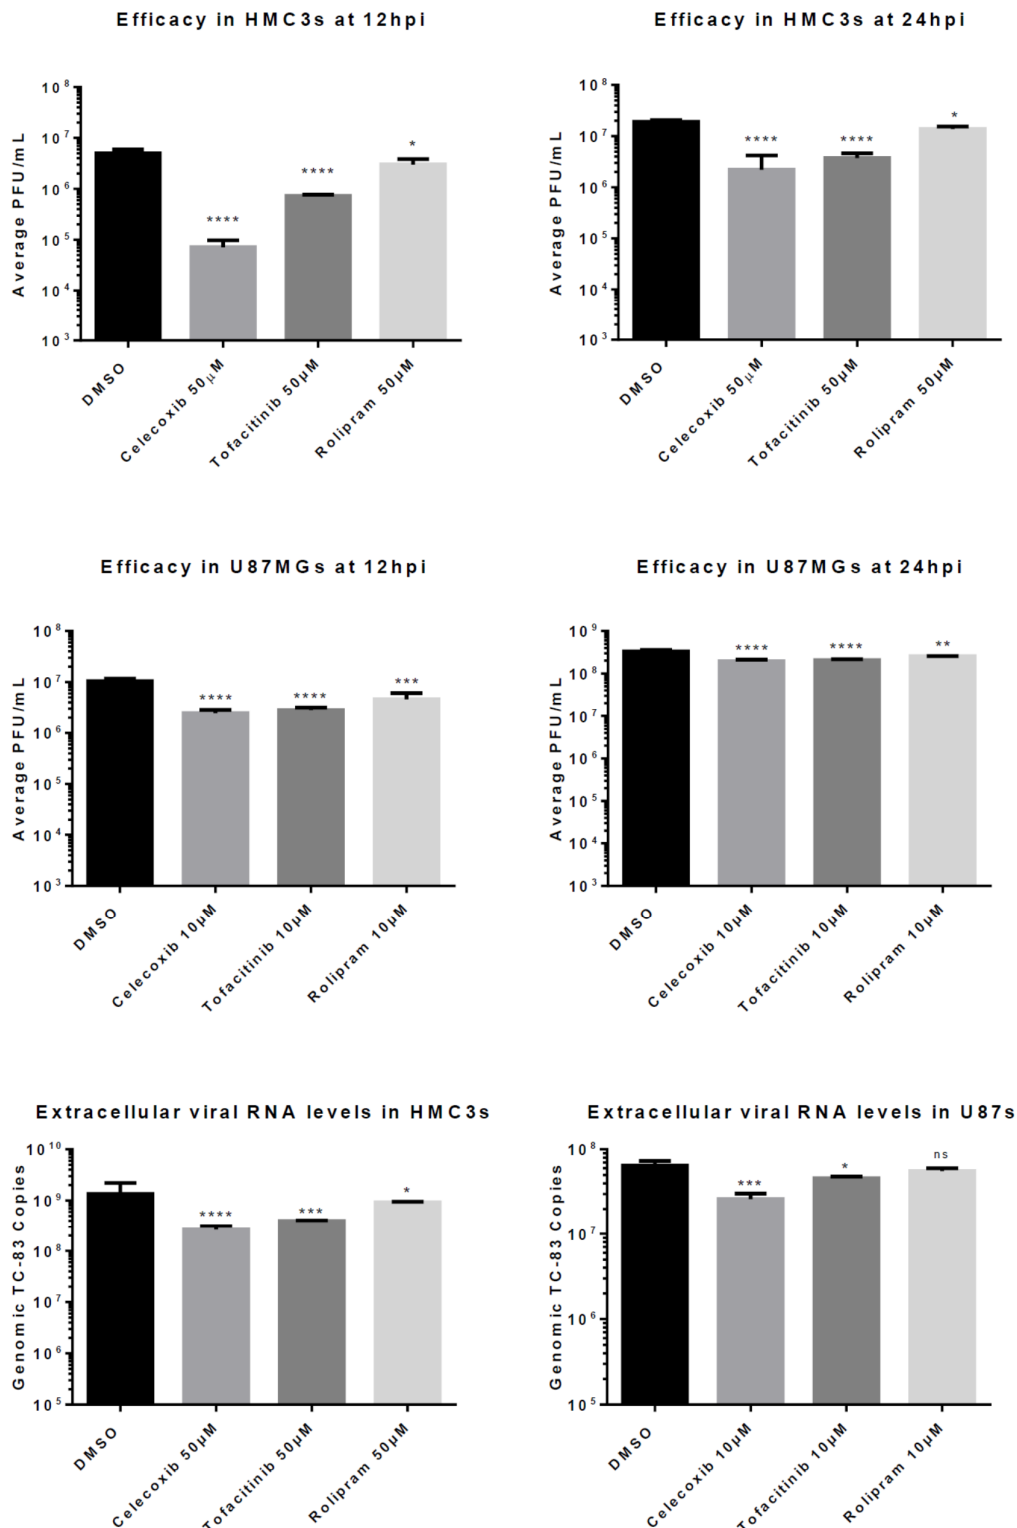 Efficacy in HMC3s at 12hpi
Average PFU/mL
10^8
10^7
10^6
10^5
10^4
10^3
****
****
*
DMSO
Celecoxib 50μM
Tofacitinib 50µM
Rolipram 50µM
Efficacy in HMC3s at 24hpi
Average PFU/mL
10^8
10^7
10^6
10^5
10^4
10^3
****
****
*
DMSO
Celecoxib 50μM
Tofacitinib 50µM
Rolipram 50µM
Efficacy in U87MGs at 12hpi
Average PFU/mL
10^8
10^7
10^6
10^5
10^4
10^3
****
****
***
DMSO
Celecoxib 10µM
Tofacitinib 10µM
Rolipram 10µM
Efficacy in U87MGs at 24hpi
Average PFU/mL
10^9
10^8
10^7
10^6
10^5
10^4
10^3
****
****
**
DMSO
Celecoxib 10µM
Tofacitinib 10µM
Rolipram 10µM
Extracellular viral RNA levels in HMC3s
Genomic TC-83 Copies
10^10
10^9
10^8
10^7
10^6
10^5
****
***
*
DMSO
Celecoxib 50µM
Tofacitinib 50µM
Rolipram 50µM
Extracellular viral RNA levels in U87s
Genomic TC-83 Copies
10^8
10^7
10^6
10^5
***
*
ns
DMSO
Celecoxib 10µM
Tofacitinib 10µM
Rolipram 10µM